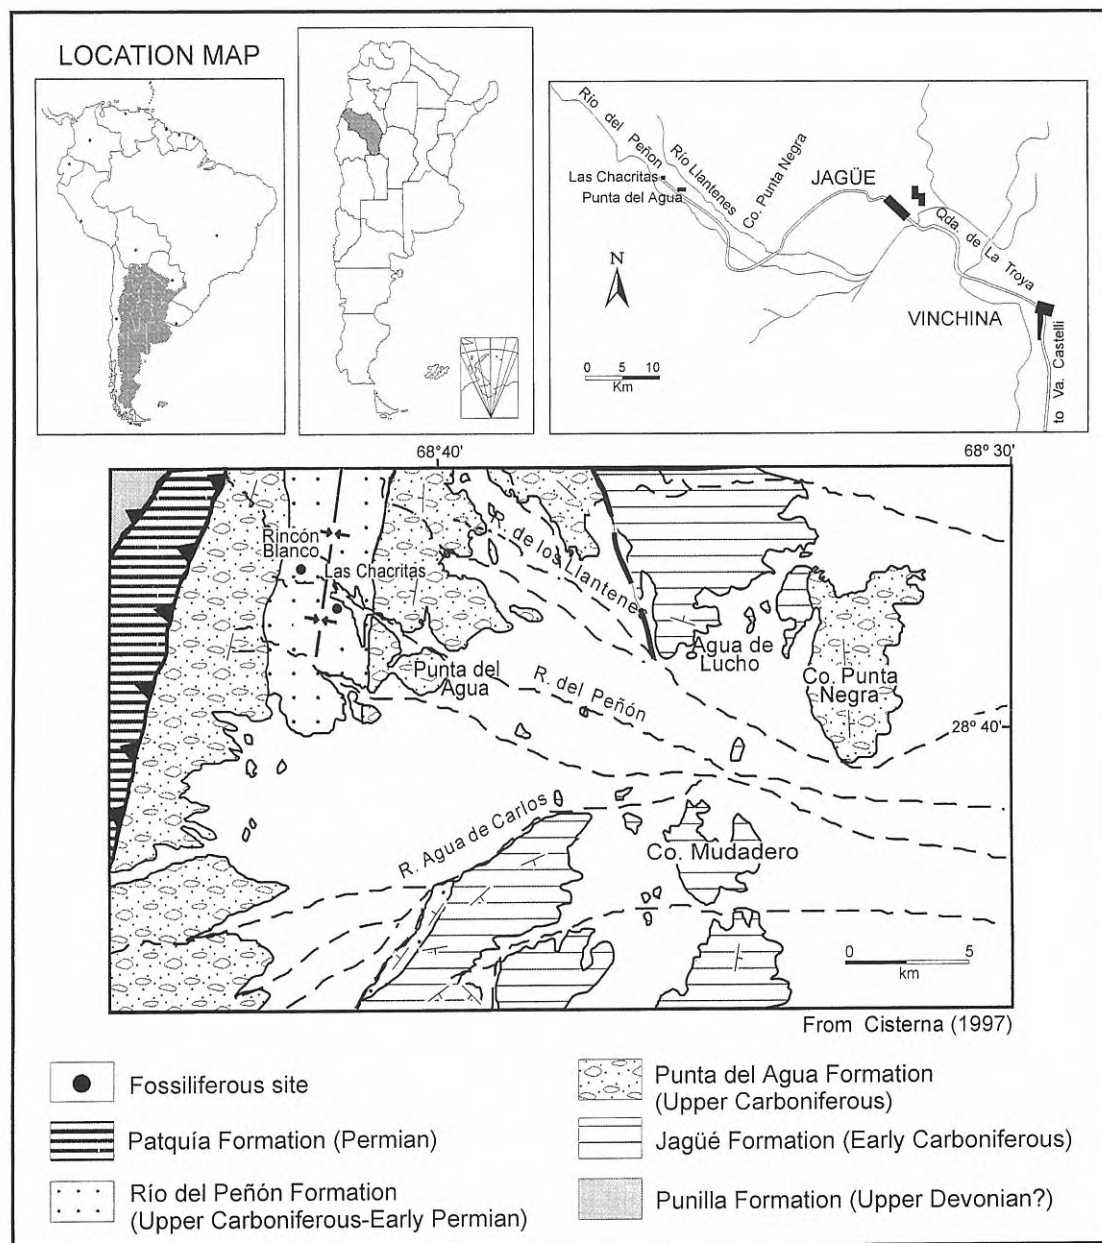 LOCATION MAP
Río del Peñon
Río Llantenes
Co. Punta Negra
Las Chacritas
Punta del Agua
JAGÜE
Qda. de La Troya
N
VINCHINA
0 5 10
Km
to Va. Castelli
68° 40'
68° 30'
Rincón
Blanco
Las Chacritas
R. de los Llantene
Punta del
Agua
Agua de
Lucho
Co. Punta
Negra
R. del Peñón
28° 40'
R. Agua de Carlos
Co. Mudadero
0 5
km
From Cisterna (1997)
Fossiliferous site
Patquía Formation (Permian)
Río del Peñón Formation
(Upper Carboniferous-Early Permian)
Punta del Agua Formation
(Upper Carboniferous)
Jagüé Formation (Early Carboniferous)
Punilla Formation (Upper Devonian?)